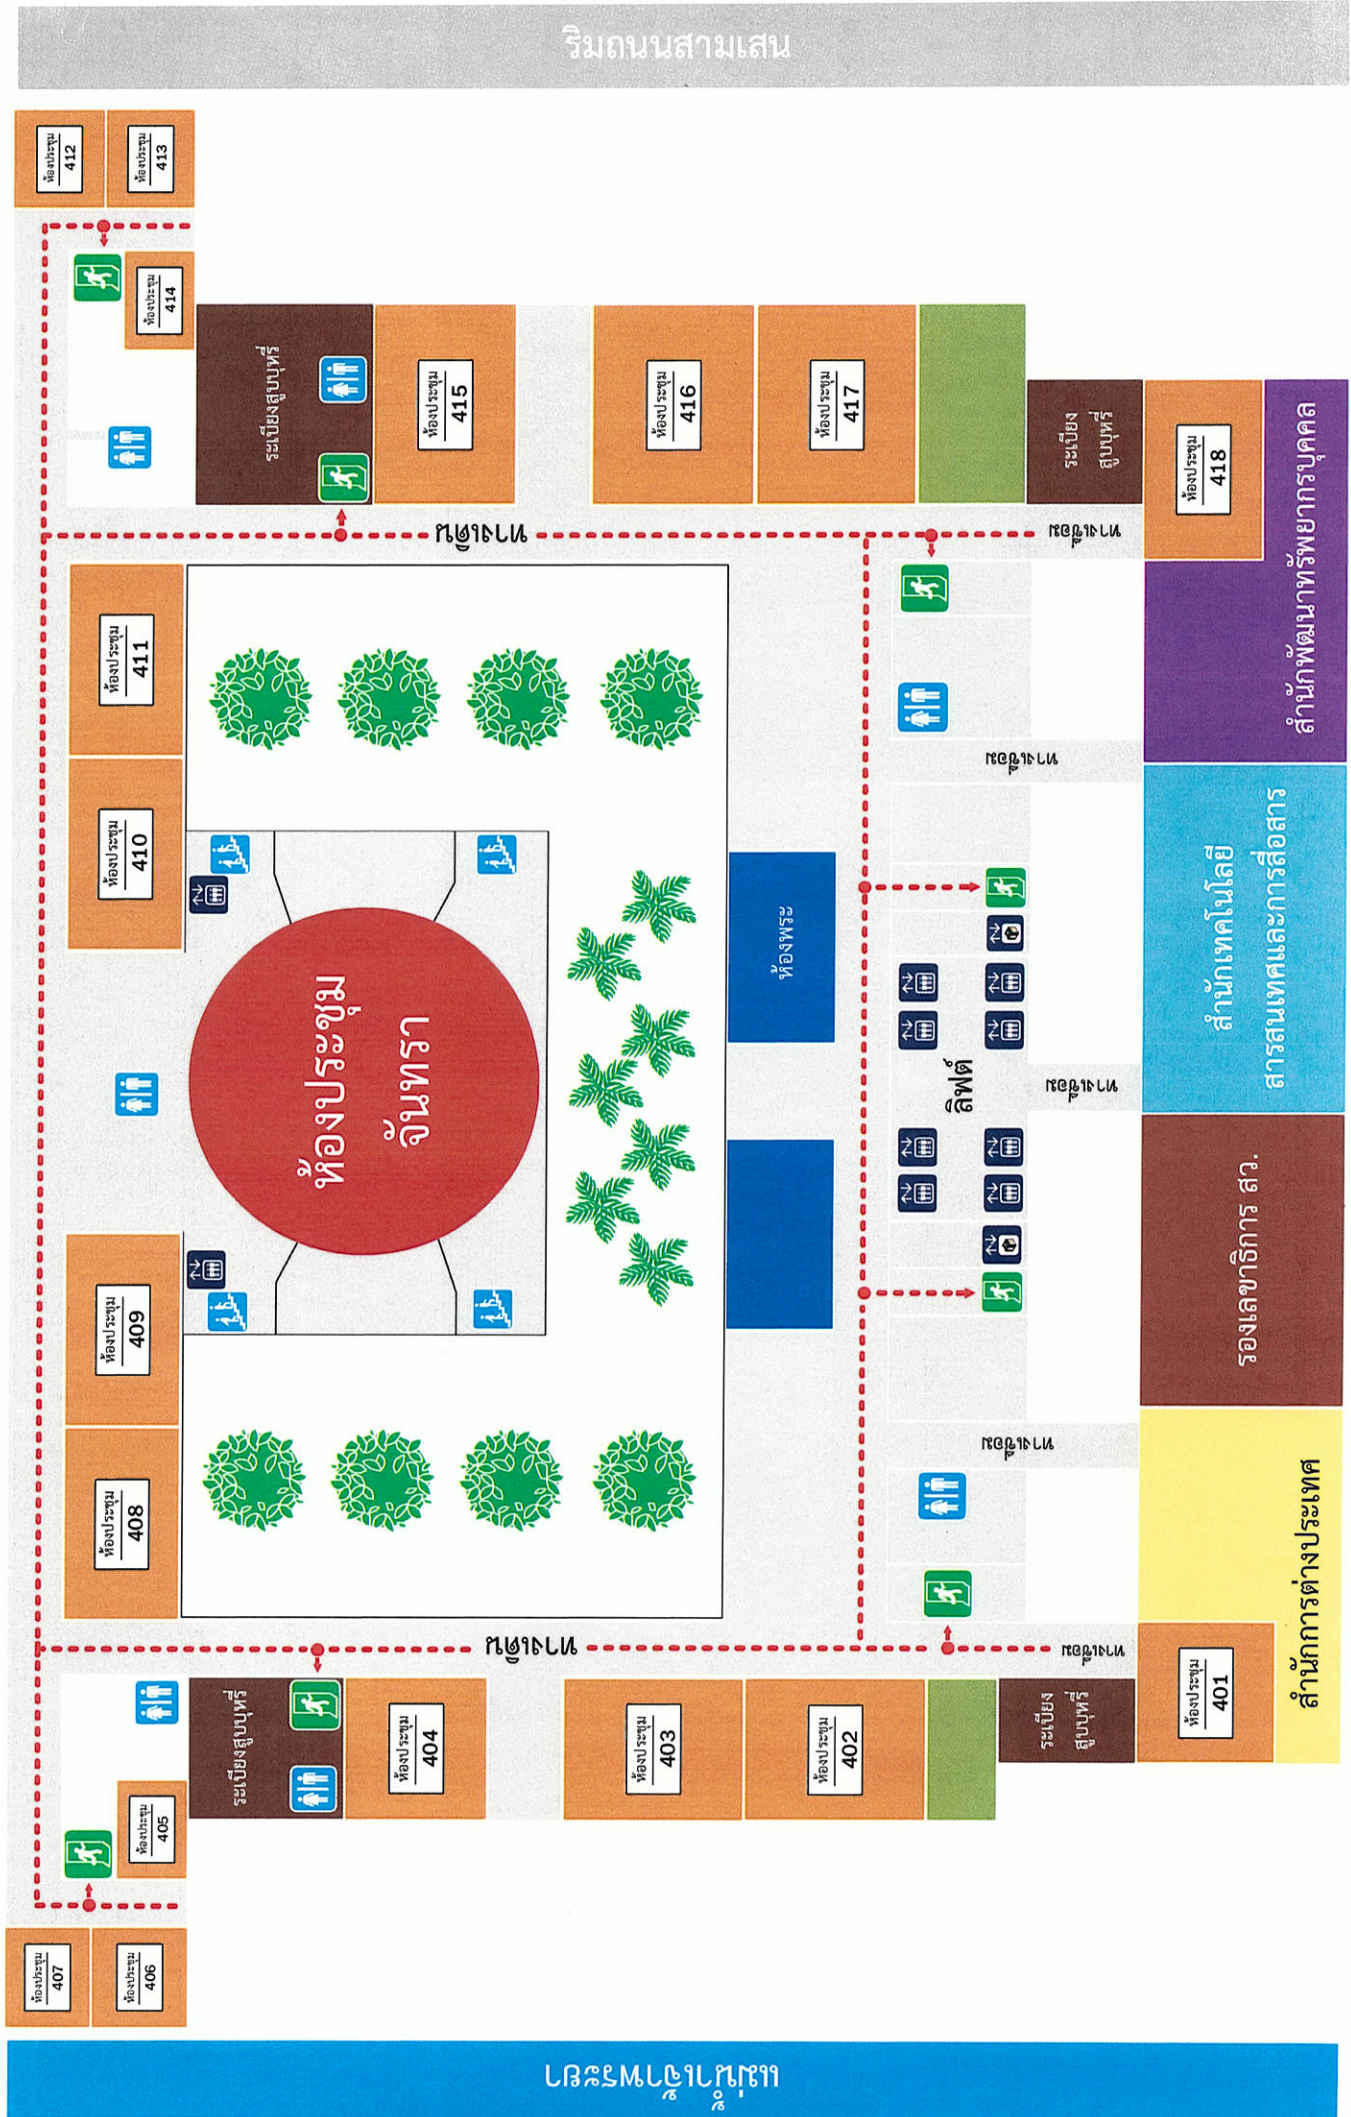 ริมถนนสามเสน
ห้องประชุม
412
ห้องประชุม
413
ห้องประชุม
414
ระเบียงสูบบุหรี่
ห้องประชุม
415
ห้องประชุม
416
ห้องประชุม
417
ระเบียง
สูบบุหรี่
ห้องประชุม
418
สำนักพัฒนาทรัพยากรบุคคล
ทางเดิน
ทางเชื่อม
ห้องประชุม
411
ห้องประชุม
410
ทางเชื่อม
สำนักเทคโนโลยี
สารสนเทศและการสื่อสาร
ห้องพระ
ห้องประชุม
จันทรา
ลิฟต์
ทางเชื่อม
รองเลขาธิการ สว.
ห้องประชุม
409
ห้องประชุม
408
ทางเชื่อม
สำนักการต่างประเทศ
ทางเดิน
ทางเชื่อม
ระเบียงสูบบุหรี่
ห้องประชุม
404
ห้องประชุม
403
ห้องประชุม
402
ระเบียง
สูบบุหรี่
ห้องประชุม
401
ห้องประชุม
405
ห้องประชุม
407
ห้องประชุม
406
แม่น้ำเจ้าพระยา